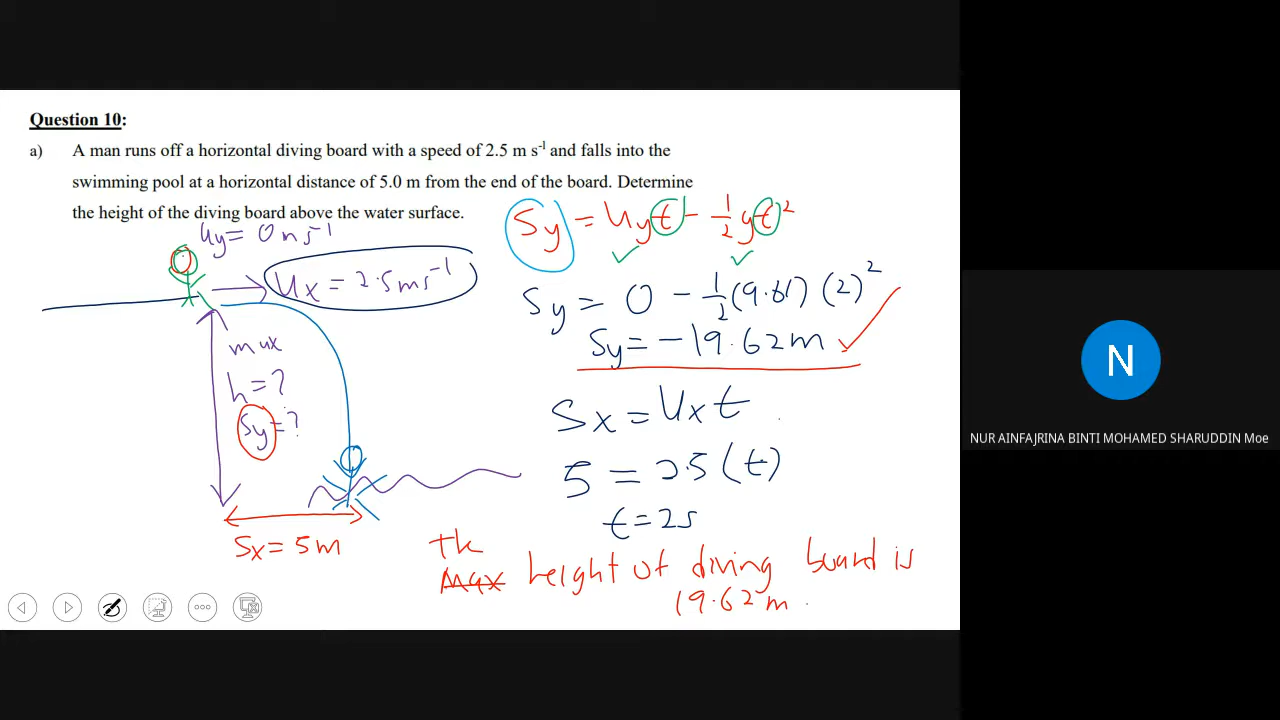 Question 10:
a) A man runs off a horizontal diving board with a speed of 2.5 m s⁻¹ and falls into the
swimming pool at a horizontal distance of 5.0 m from the end of the board. Determine
the height of the diving board above the water surface.
uy = 0 ms⁻¹
ux = 2.5 ms⁻¹
max
h = ?
Sy = ?
Sx = 5m
Sy = uyt - ½gt²
Sy = 0 - ½(9.81)(2)²
Sy = -19.62m
Sx = Uxt
5 = 2.5(t)
t = 2s
the
max height of diving board is
19.62m.
N
NUR AINFAJRINA BINTI MOHAMED SHARUDDIN Moe